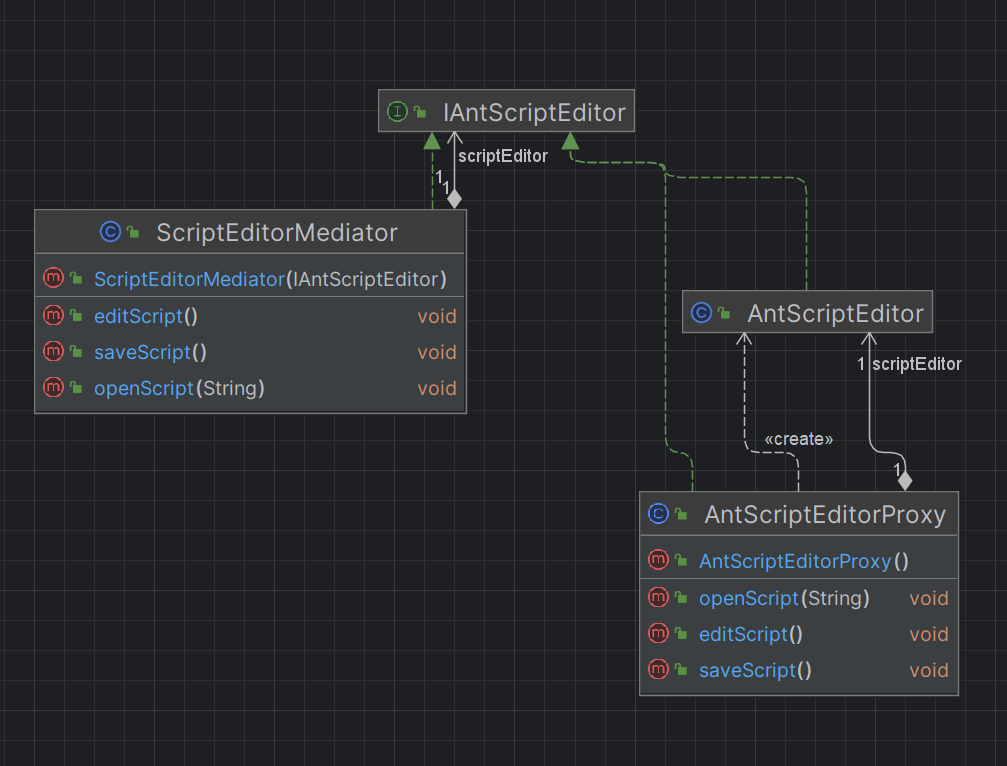 IAntScriptEditor
scriptEditor
1
1
ScriptEditorMediator
ScriptEditorMediator(IAntScriptEditor)
editScript() void
saveScript() void
openScript(String) void
AntScriptEditor
1 scriptEditor
«create»
1
AntScriptEditorProxy
AntScriptEditorProxy()
openScript(String) void
editScript() void
saveScript() void